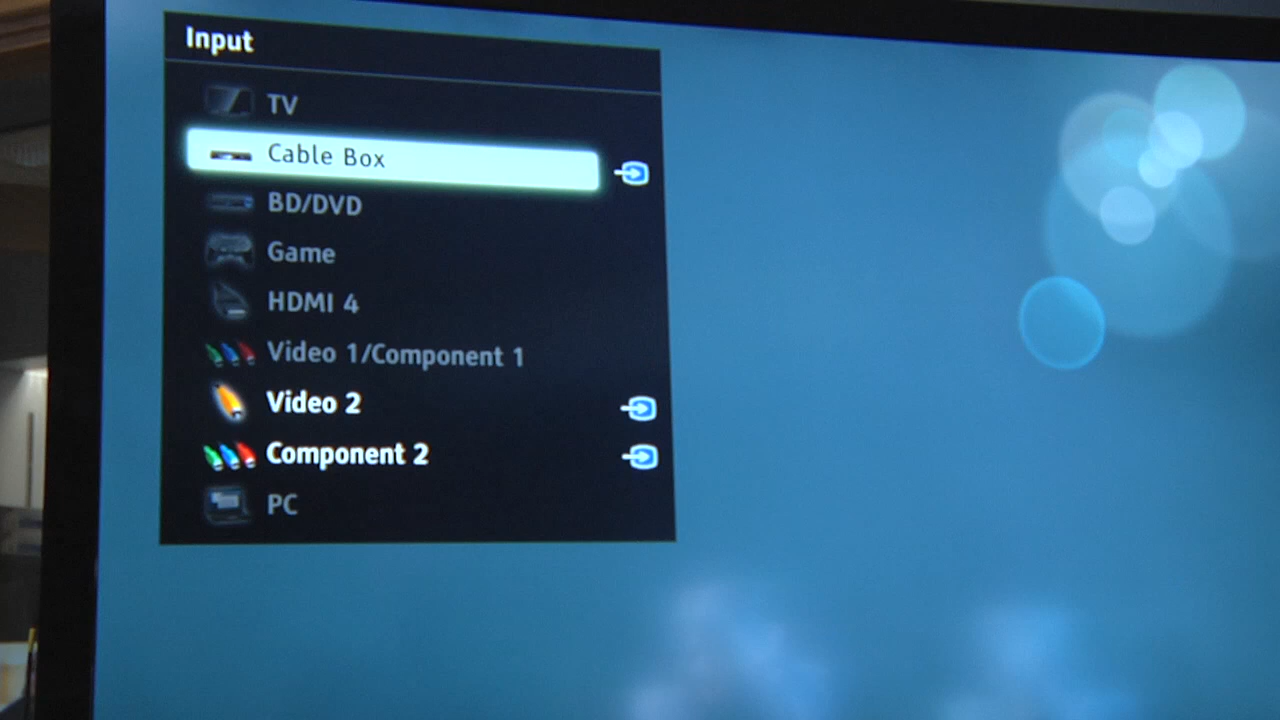 Input
TV
Cable Box
BD/DVD
Game
HDMI 4
Video 1/Component 1
Video 2
Component 2
PC